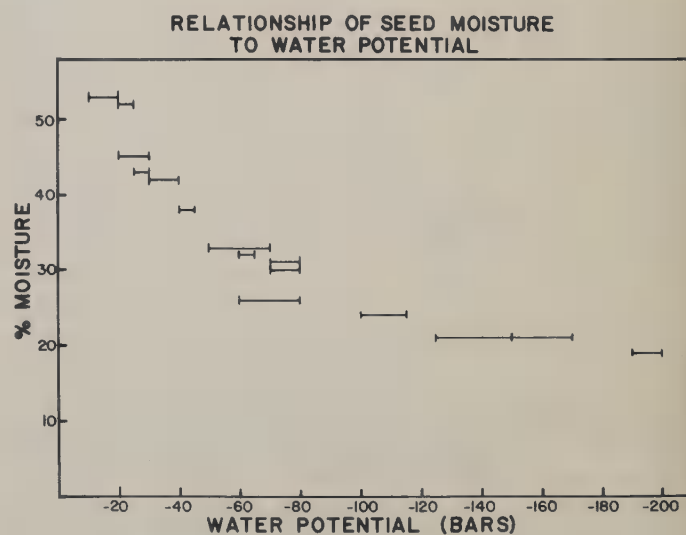 RELATIONSHIP OF SEED MOISTURE
TO WATER POTENTIAL
50
40
30
20
10
% MOISTURE
-20 -40 -60 -80 -100 -120 -140 -160 -180 -200
WATER POTENTIAL (BARS)